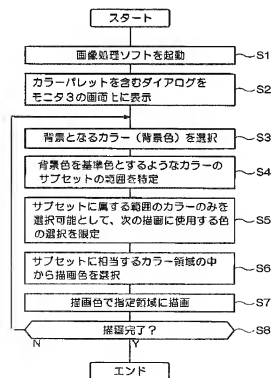 スタート
画像処理ソフトを起動
S1
カラーパレットを含むダイアログを
モニタ3の画面上に表示
S2
背景となるカラー（背景色）を選択
S3
背景色を基準色とするようなカラーの
サブセットの範囲を特定
S4
サブセットに属する範囲のカラーのみを
選択可能として、次の描画に使用する色
の選択を限定
S5
サブセットに相当するカラー領域の中
から描画色を選択
S6
描画色で指定領域に描画
S7
描画完了？
S8
N
Y
エンド